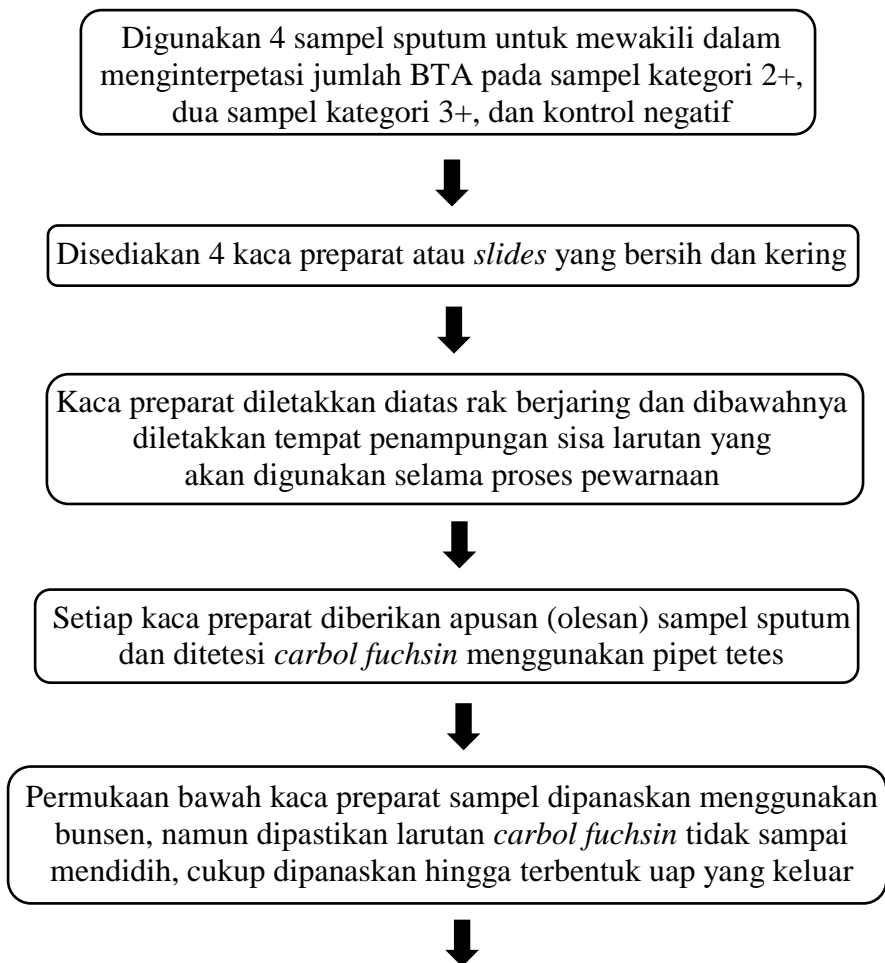 Digunakan 4 sampel sputum untuk mewakili dalam
menginterpetasi jumlah BTA pada sampel kategori 2+,
dua sampel kategori 3+, dan kontrol negatif
Disediakan 4 kaca preparat atau slides yang bersih dan kering
Kaca preparat diletakkan diatas rak berjaring dan dibawahnya
diletakkan tempat penampungan sisa larutan yang
akan digunakan selama proses pewarnaan
Setiap kaca preparat diberikan apusan (olesan) sampel sputum
dan ditetesi carbol fuchsin menggunakan pipet tetes
Permukaan bawah kaca preparat sampel dipanaskan menggunakan
bunsen, namun dipastikan larutan carbol fuchsin tidak sampai
mendidih, cukup dipanaskan hingga terbentuk uap yang keluar